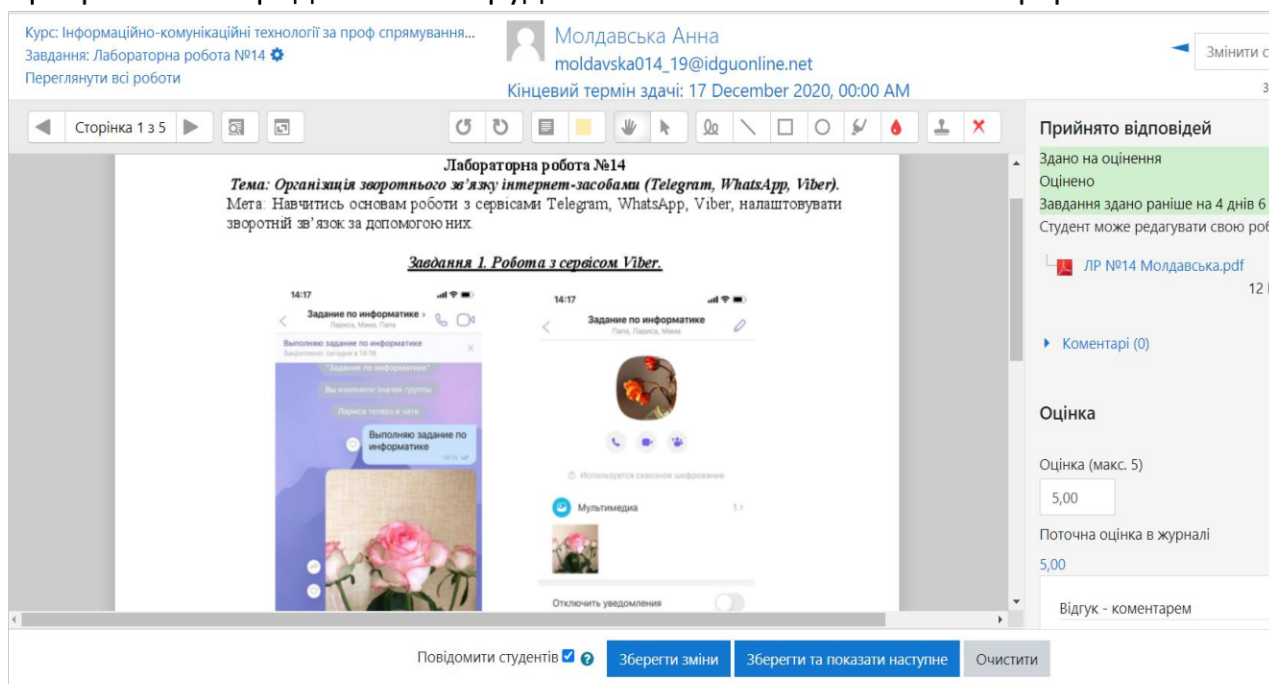 Курс: Інформаційно-комунікаційні технології за проф спрямування...
Завдання: Лабораторна робота №14
Переглянути всі роботи
Молдавська Анна
moldavska014_19@idguonline.net
Кінцевий термін здачі: 17 December 2020, 00:00 AM
Змінити с
Сторінка 1 з 5
Лабораторна робота №14
Тема: Організація зворотнього зв'язку інтернет-засобами (Telegram, WhatsApp, Viber).
Мета: Навчитись основам роботи з сервісами Telegram, WhatsApp, Viber, налаштовувати
зворотній зв'язок за допомогою них.
Завдання 1. Робота з сервісом Viber.
14:17
Задание по информатике >
Лариса, Мама, Папа
Выполняю задание по информатике
Закреплено: сегодня в 14:16
"Задание по информатике"
Вы изменили значок группы
Лариса теперь в чате
Выполняю задание по
информатике
14:17
Задание по информатике
Папа, Лариса, Мама
Используется сквозное шифрование
Мультимедиа
1 >
Отключить уведомления
Прийнято відповідей
Здано на оцінення
Оцінено
Завдання здано раніше на 4 днів 6
Студент може редагувати свою роб
ЛР №14 Молдавська.pdf
12
Коментарі (0)
Оцінка
Оцінка (макс. 5)
5,00
Поточна оцінка в журналі
5,00
Відгук - коментарем
Повідомити студентів
Зберегти зміни
Зберегти та показати наступне
Очистити